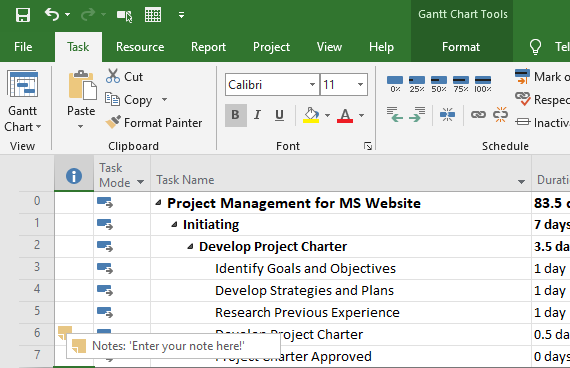 Gantt Chart Tools
File Task Resource Report Project View Help Format Tel
Gantt Chart
View
Paste
Cut
Copy
Format Painter
Clipboard
Calibri 11
B I U A
Font
0% 25% 50% 75% 100%
Mark o
Respec
Inactiva
Schedule
Task Mode Task Name Durati
0 Project Management for MS Website 83.5 d
1 Initiating 7 days
2 Develop Project Charter 3.5 da
3 Identify Goals and Objectives 1 day
4 Develop Strategies and Plans 1 day
5 Research Previous Experience 1 day
6 Develop Project Charter 0.5 da
Notes: 'Enter your note here!'
7 Project Charter Approved 0 days